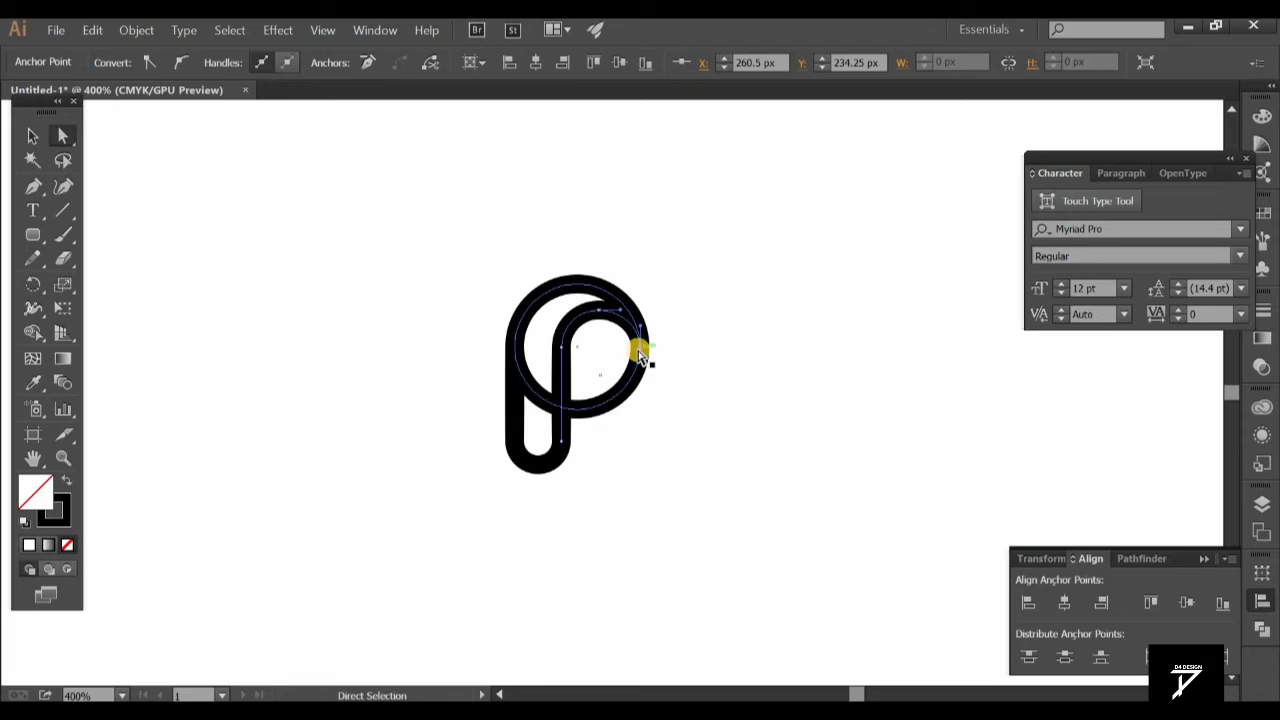 Ai File Edit Object Type Select Effect View Window Help Br St Essentials
Anchor Point Convert: Handles: Anchors: X: 260.5 px Y: 234.25 px W: 0 px H: 0 px
Untitled-1* @ 400% (CMYK/GPU Preview) ×
Character Paragraph OpenType
Touch Type Tool
Myriad Pro
Regular
12 pt (14.4 pt)
Auto 0
Transform Align Pathfinder
Align Anchor Points:
Distribute Anchor Points:
D4 DESIGN
400% 1 Direct Selection